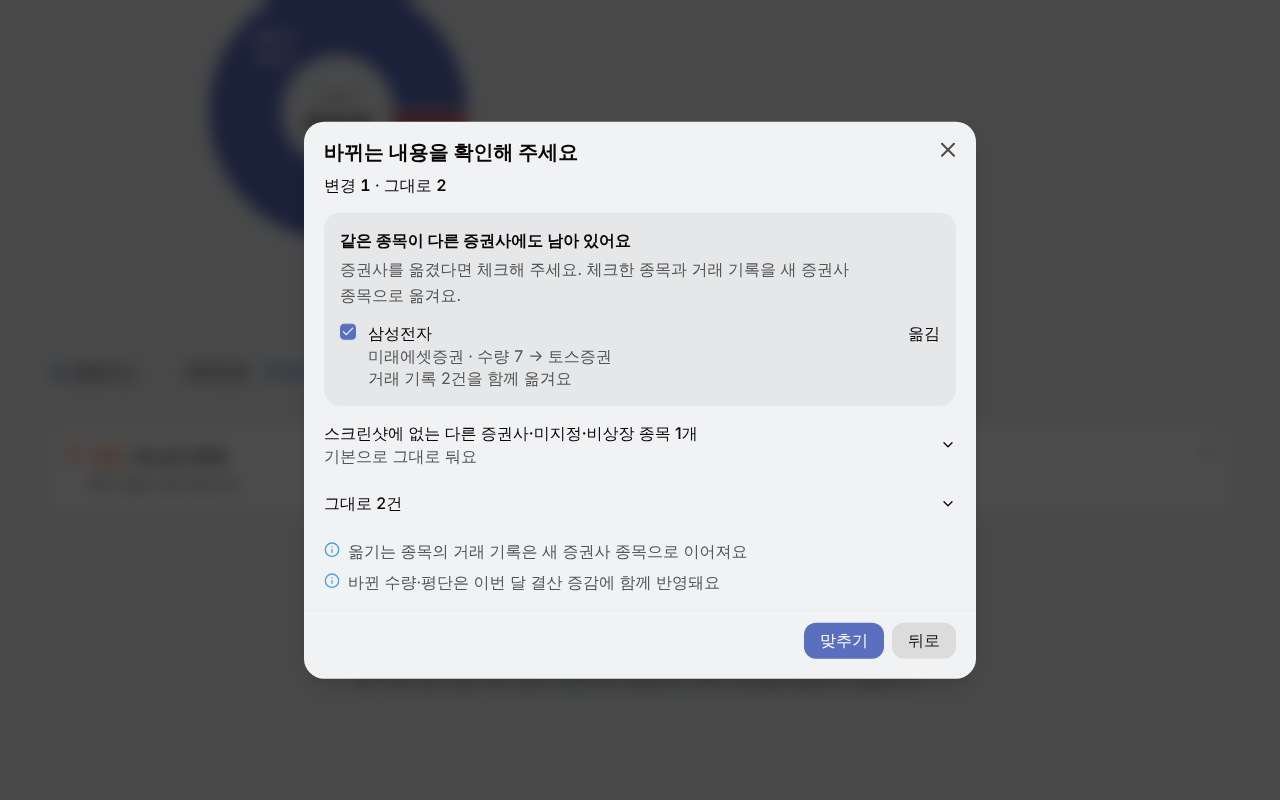 바뀌는 내용을 확인해 주세요
변경 1 · 그대로 2
같은 종목이 다른 증권사에도 남아 있어요
증권사를 옮겼다면 체크해 주세요. 체크한 종목과 거래 기록을 새 증권사
종목으로 옮겨요.
삼성전자 옮김
미래에셋증권 · 수량 7 → 토스증권
거래 기록 2건을 함께 옮겨요
스크린샷에 없는 다른 증권사·미지정·비상장 종목 1개
기본으로 그대로 둬요
그대로 2건
옮기는 종목의 거래 기록은 새 증권사 종목으로 이어져요
바뀐 수량·평단은 이번 달 결산 증감에 함께 반영돼요
맞추기 뒤로